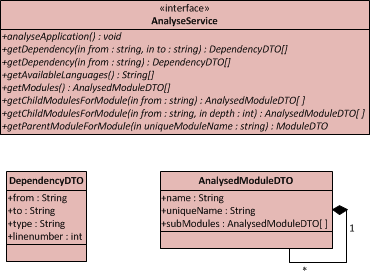 «interface»
AnalyseService
+analyseApplication() : void
+getDependency(in from : string, in to : string) : DependencyDTO[]
+getDependency(in from : string) : DependencyDTO[]
+getAvailableLanguages() : String[]
+getModules() : AnalysedModuleDTO[]
+getChildModulesForModule(in from : string) : AnalysedModuleDTO[ ]
+getChildModulesForModule(in from : string, in depth : int) : AnalysedModuleDTO[ ]
+getParentModuleForModule(in uniqueModuleName : string) : ModuleDTO
DependencyDTO
+from : String
+to : String
+type : String
+linenumber : int
AnalysedModuleDTO
+name : String
+uniqueName : String
+subModules : AnalysedModuleDTO[ ]
1
*